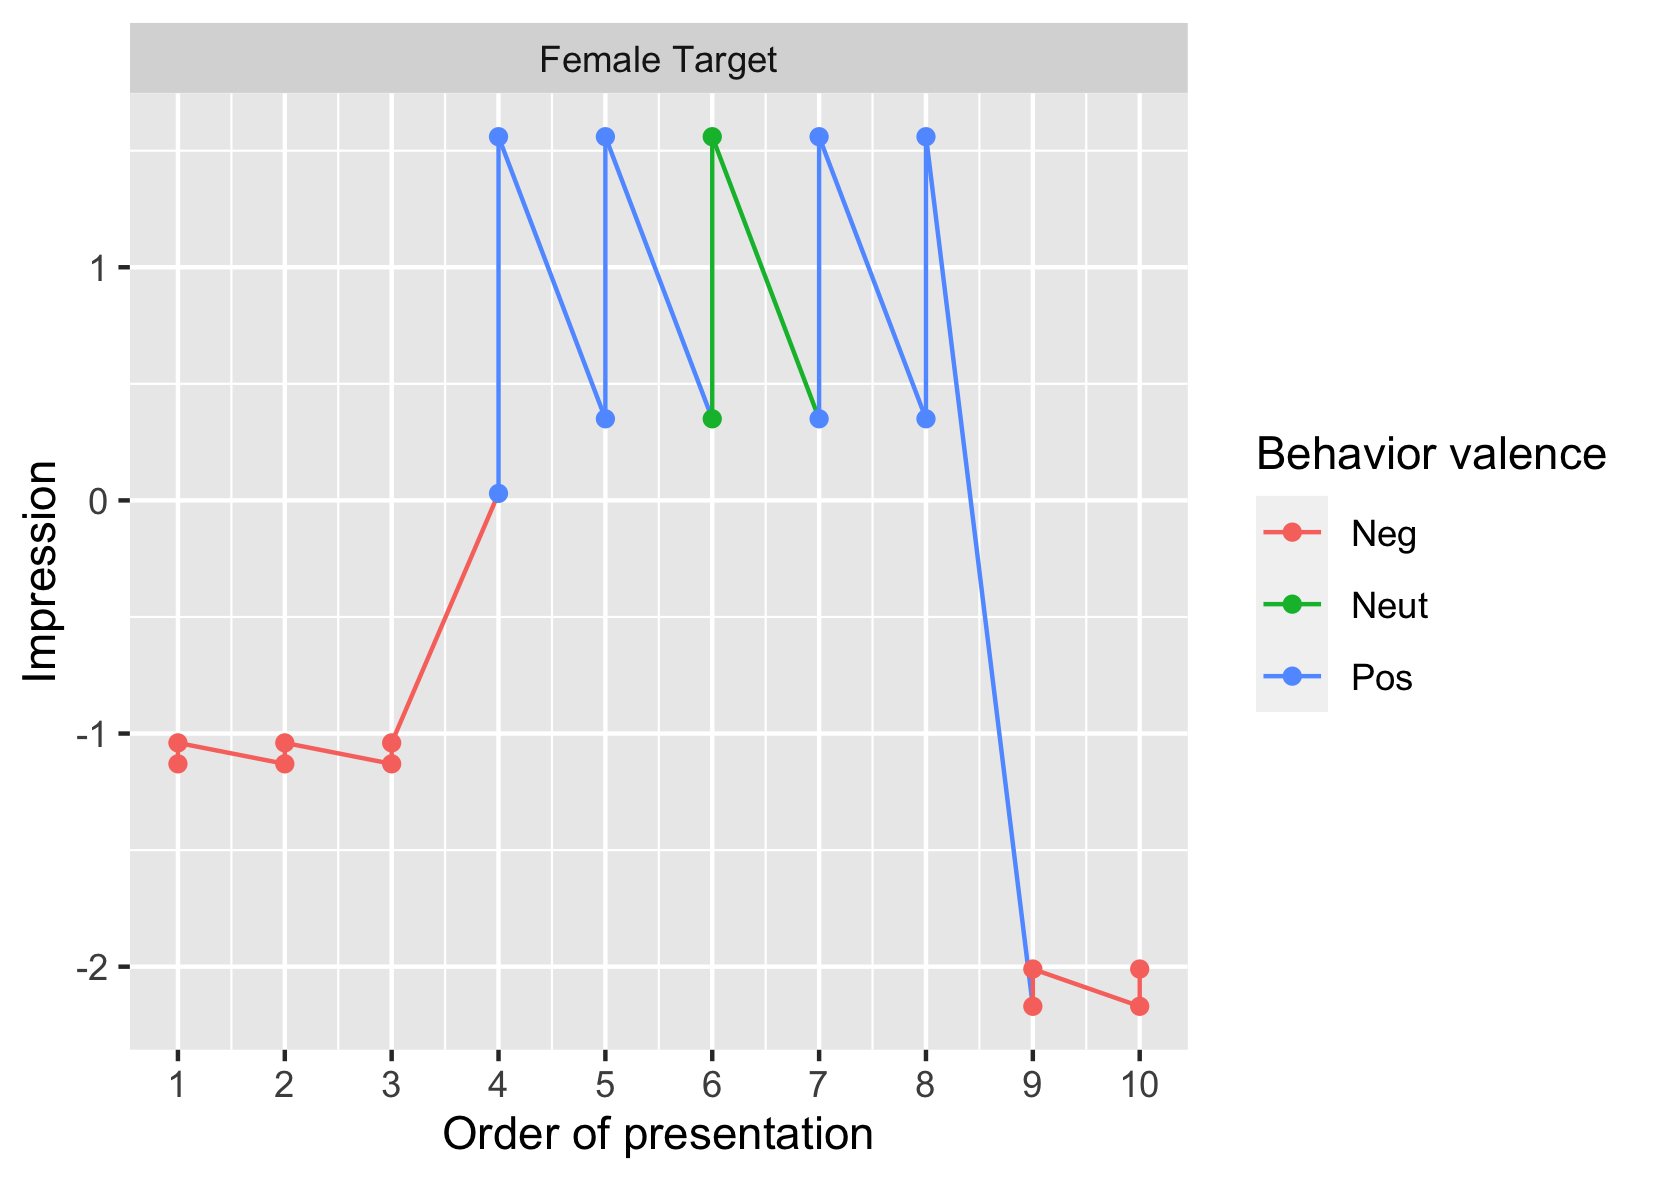 Female Target
1
0
-1
-2
Impression
1 2 3 4 5 6 7 8 9 10
Order of presentation
Behavior valence
Neg
Neut
Pos